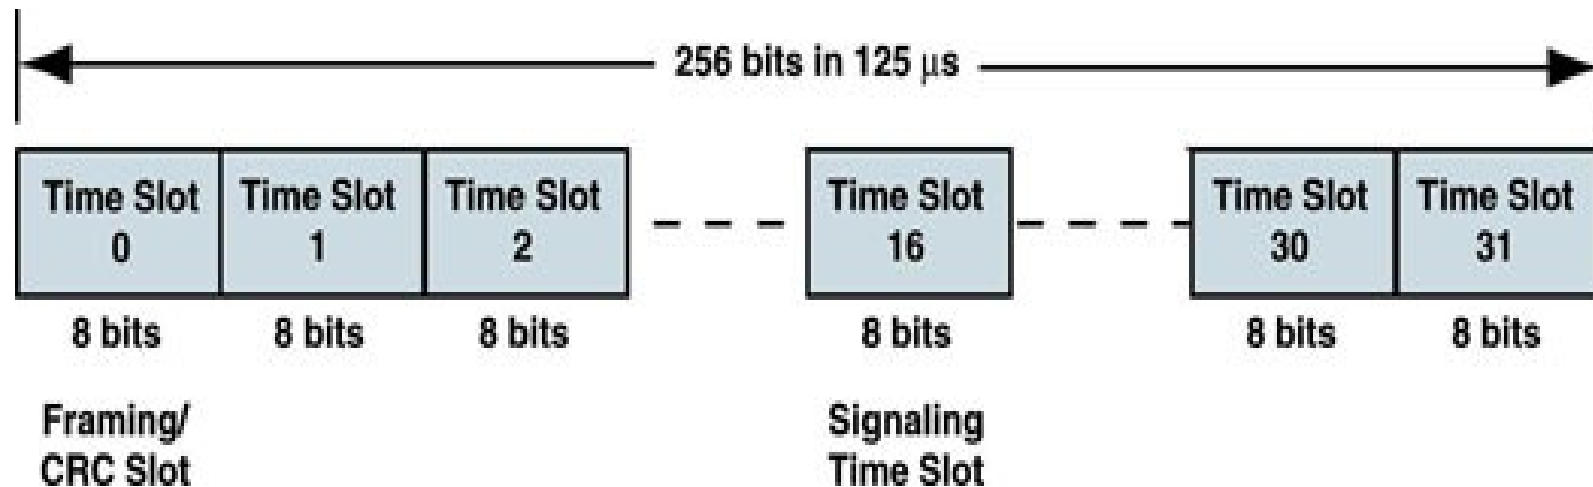 256 bits in 125 μs
Time Slot Time Slot Time Slot Time Slot Time Slot Time Slot
0 1 2 16 30 31
8 bits 8 bits 8 bits 8 bits 8 bits 8 bits
Framing/ Signaling
CRC Slot Time Slot